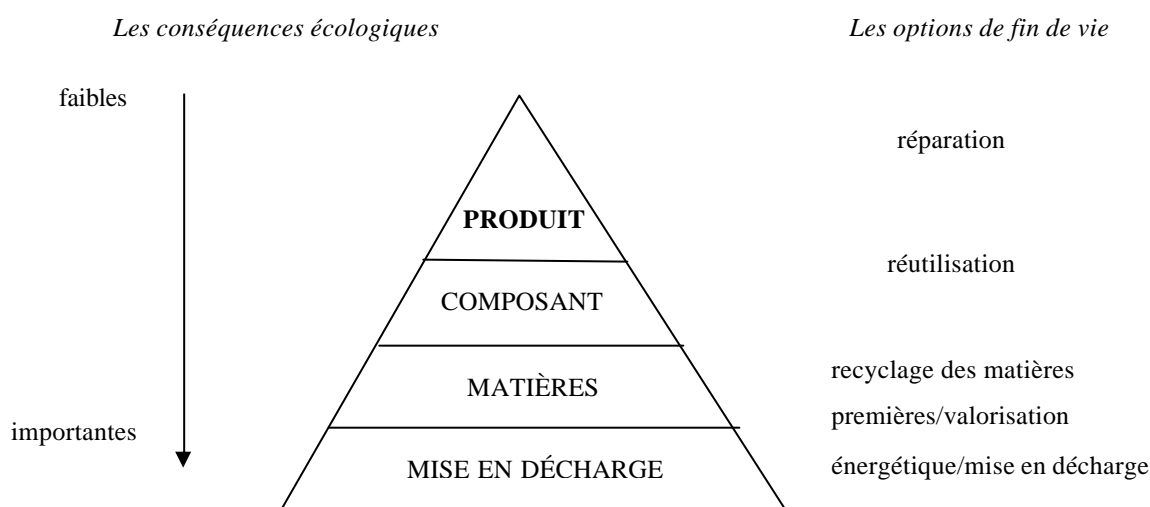 Les conséquences écologiques
Les options de fin de vie
faibles
réparation
PRODUIT
réutilisation
COMPOSANT
recyclage des matières
MATIÈRES
premières/valorisation
importantes
énergétique/mise en décharge
MISE EN DÉCHARGE